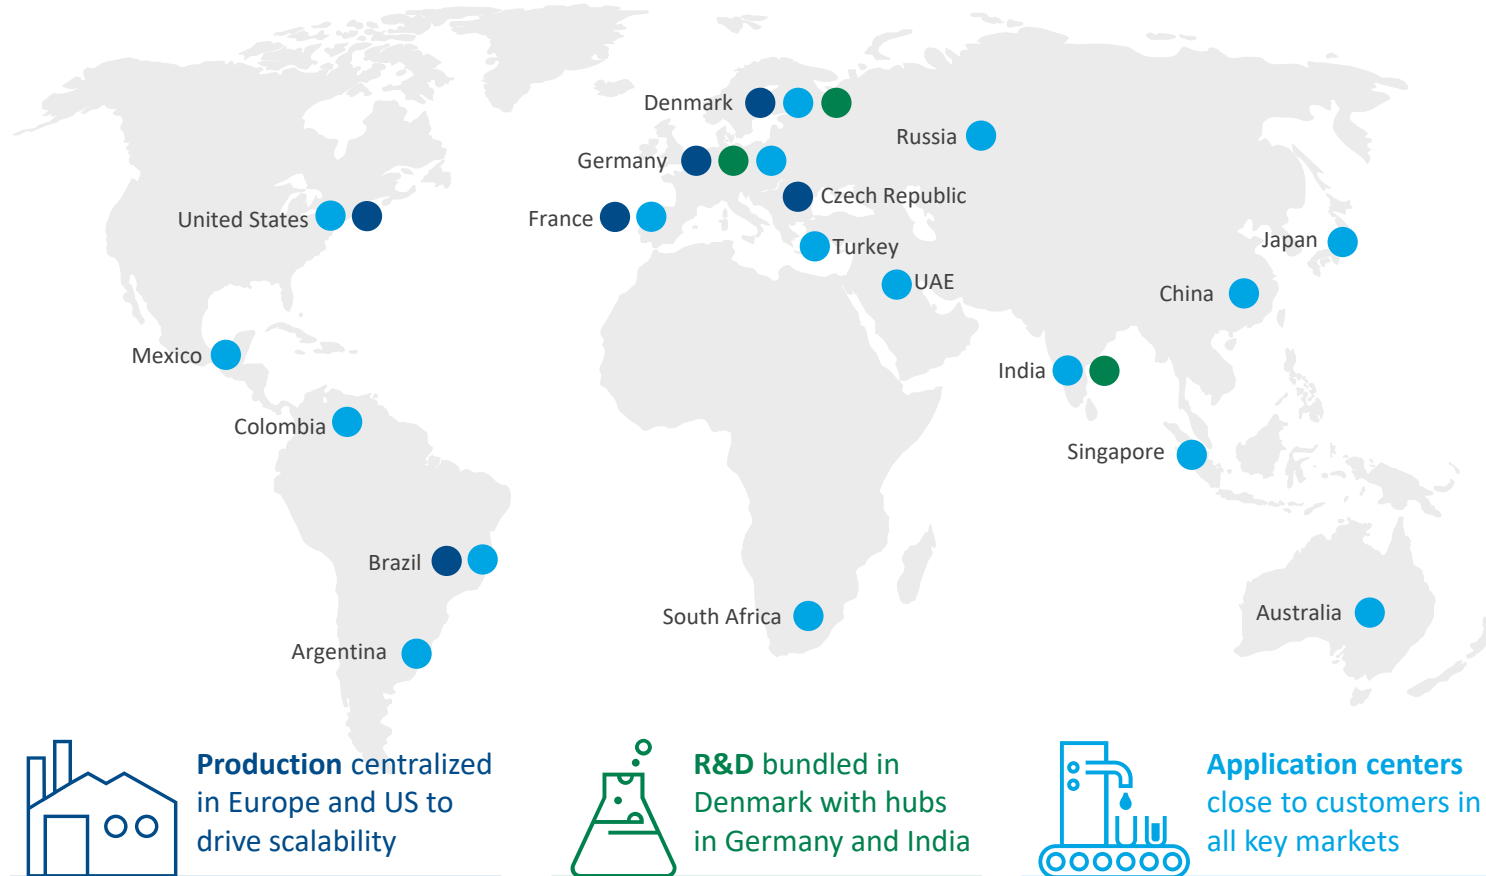 Denmark
Russia
Germany
Czech Republic
United States
France
Turkey
Japan
UAE
China
Mexico
India
Colombia
Singapore
Brazil
South Africa
Australia
Argentina
Production centralized
in Europe and US to
drive scalability
R&D bundled in
Denmark with hubs
in Germany and India
Application centers
close to customers in
all key markets